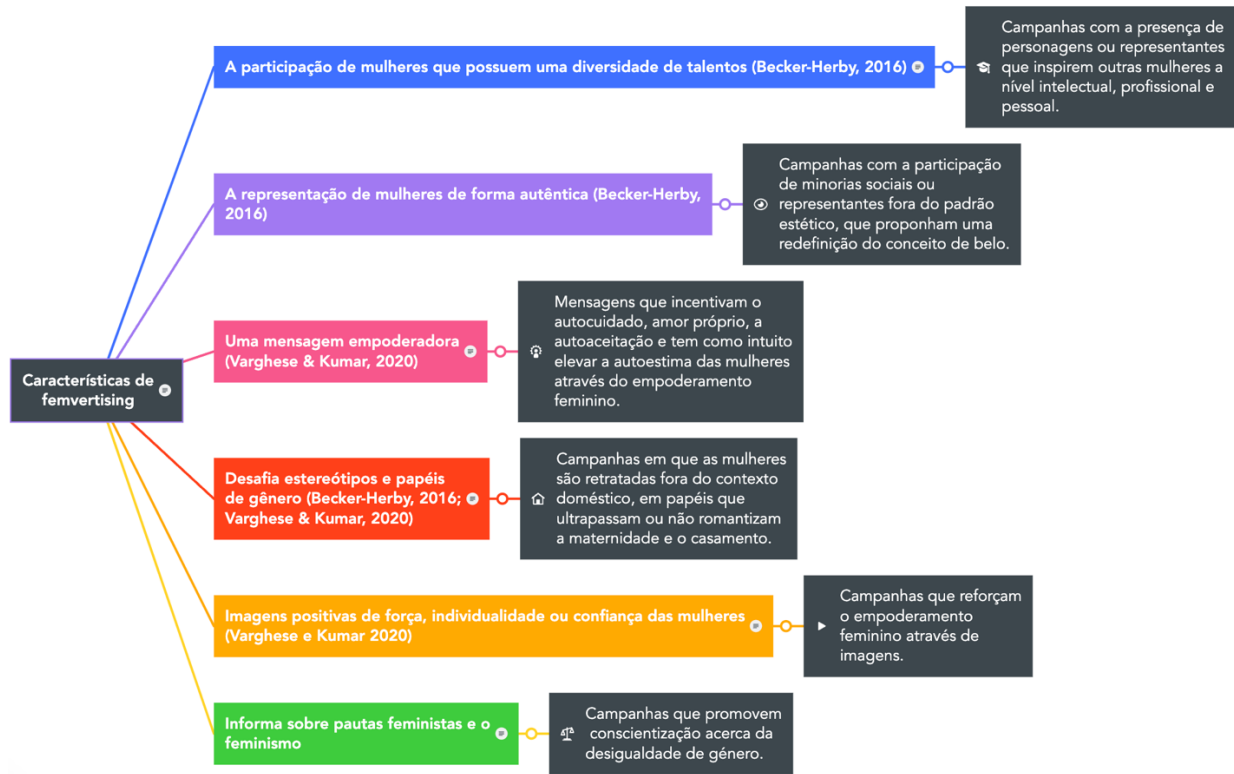 A participação de mulheres que possuem uma diversidade de talentos (Becker-Herby, 2016)
Campanhas com a presença de
personagens ou representantes
que inspirem outras mulheres a
nível intelectual, profissional e
pessoal.
A representação de mulheres de forma autêntica (Becker-Herby,
2016)
Campanhas com a participação
de minorias sociais ou
representantes fora do padrão
estético, que proponham uma
redefinição do conceito de belo.
Uma mensagem empoderadora
(Varghese & Kumar, 2020)
Mensagens que incentivam o
autocuidado, amor próprio, a
autoaceitação e tem como intuito
elevar a autoestima das mulheres
através do empoderamento
feminino.
Características de
femvertising
Desafia estereótipos e papéis
de gênero (Becker-Herby, 2016;
Varghese & Kumar, 2020)
Campanhas em que as mulheres
são retratadas fora do contexto
doméstico, em papéis que
ultrapassam ou não romantizam
a maternidade e o casamento.
Imagens positivas de força, individualidade ou confiança das mulheres
(Varghese e Kumar 2020)
Campanhas que reforçam
o empoderamento
feminino através de
imagens.
Informa sobre pautas feministas e o
feminismo
Campanhas que promovem
conscientização acerca da
desigualdade de género.